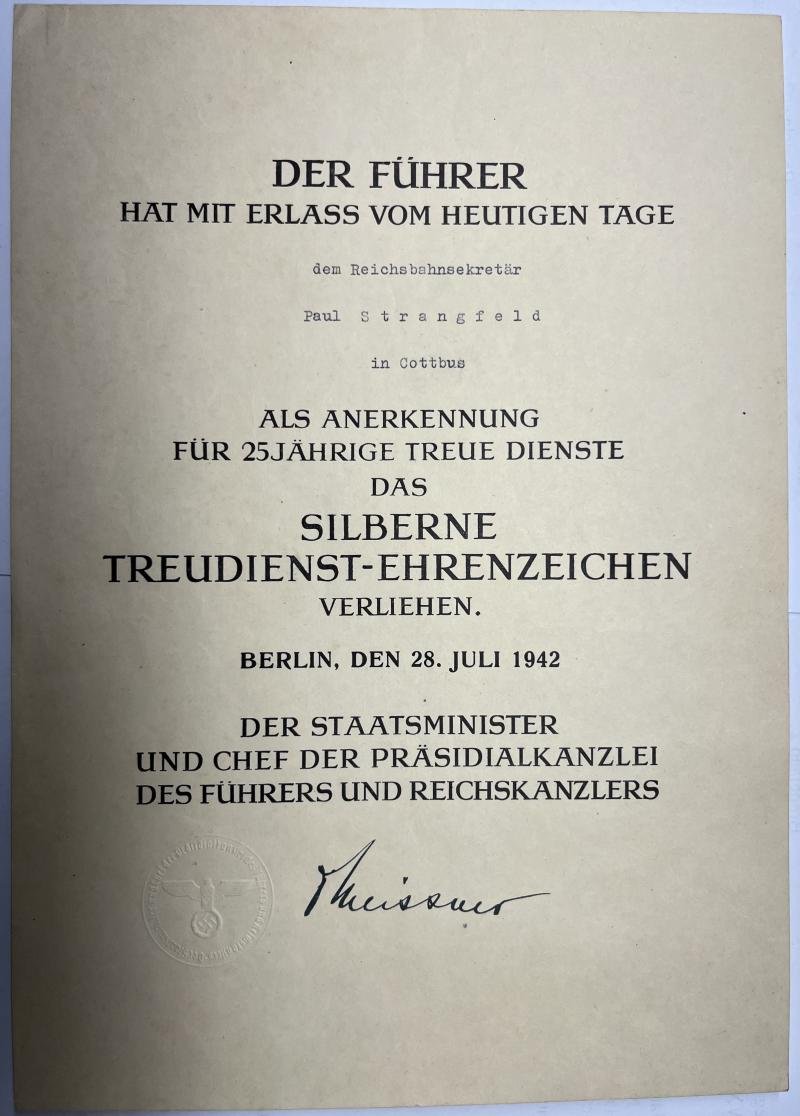 DER FÜHRER
HAT MIT ERLASS VOM HEUTIGEN TAGE
dem Reichsbahnsekretär
Paul S t r a n g f e l d
in Cottbus
ALS ANERKENNUNG
FÜR 25JÄHRIGE TREUE DIENSTE
DAS
SILBERNE
TREUDIENST-EHRENZEICHEN
VERLIEHEN.
BERLIN, DEN 28. JULI 1942
DER STAATSMINISTER
UND CHEF DER PRÄSIDIALKANZLEI
DES FÜHRERS UND REICHSKANZLERS
Meissner